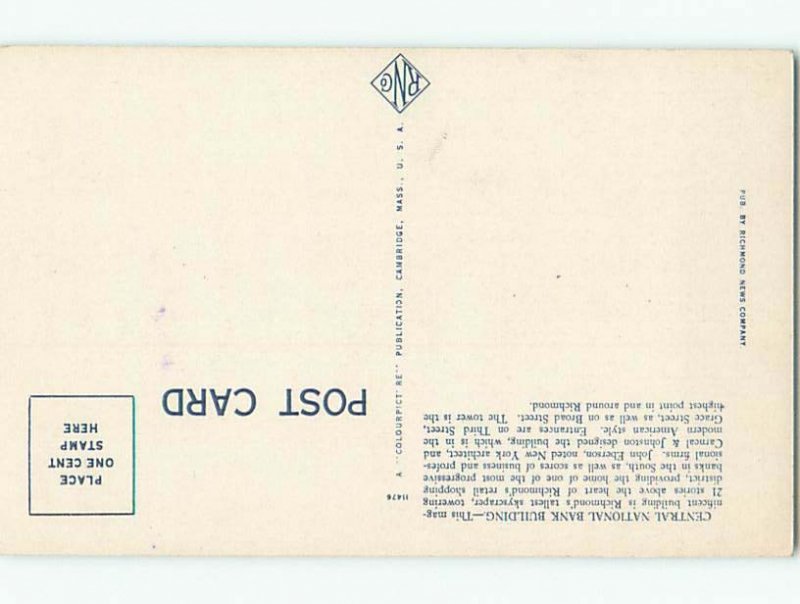 CENTRAL NATIONAL BANK BUILDING.—This mag-
nificent building is Richmond's tallest skyscraper, towering
21 stories above the heart of Richmond's retail shopping
district, providing the home of one of the most progressive
banks in the South, as well as scores of business and profes-
sional firms. John Eberson, noted New York architect, and
Carneal & Johnston designed the building, which is in the
modern American style. Entrances are on Third Street,
Grace Street, as well as on Broad Street. The tower is the
highest point in and around Richmond.
PUB. BY RICHMOND NEWS COMPANY.
11476
A "COLOURPICTURE" PUBLICATION, CAMBRIDGE, MASS., U. S. A.
RNCo
POST CARD
PLACE
ONE CENT
STAMP
HERE